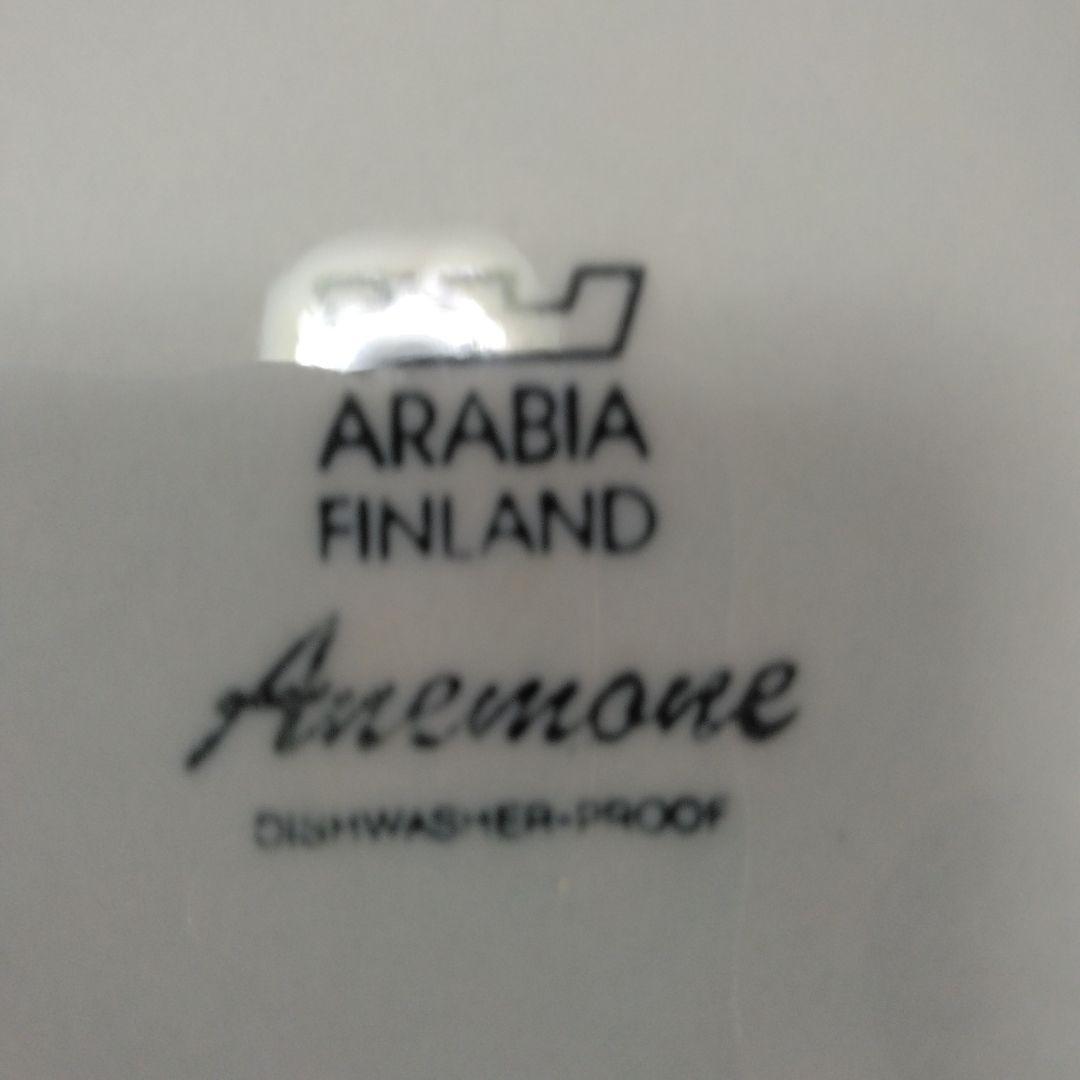 ARABIA
FINLAND
Anemone
DISHWASHER-PROOF